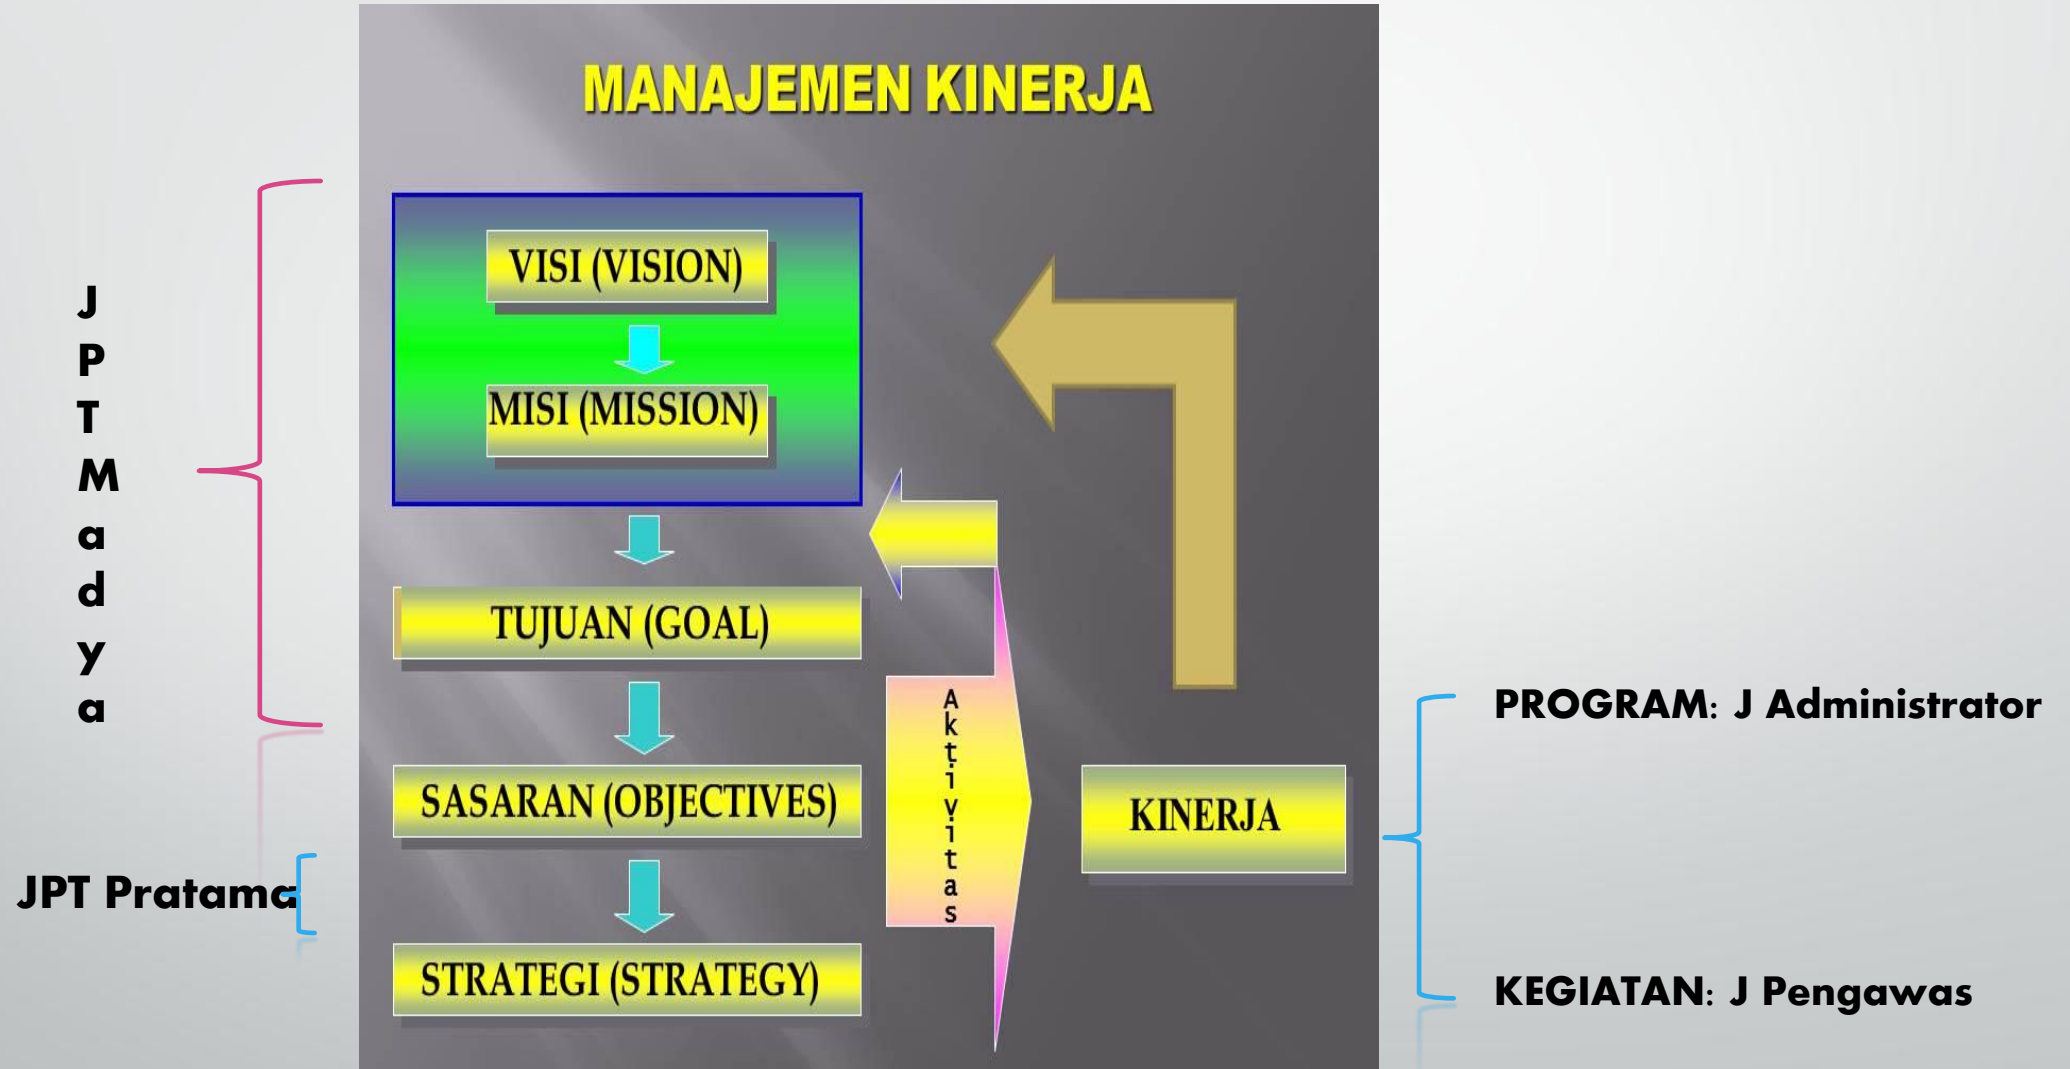 MANAJEMEN KINERJA
J
P
T
M
a
d
y
a
JPT Pratama
VISI (VISION)
MISI (MISSION)
TUJUAN (GOAL)
SASARAN (OBJECTIVES)
STRATEGI (STRATEGY)
A
k
t
i
v
i
t
a
s
KINERJA
PROGRAM: J Administrator
KEGIATAN: J Pengawas